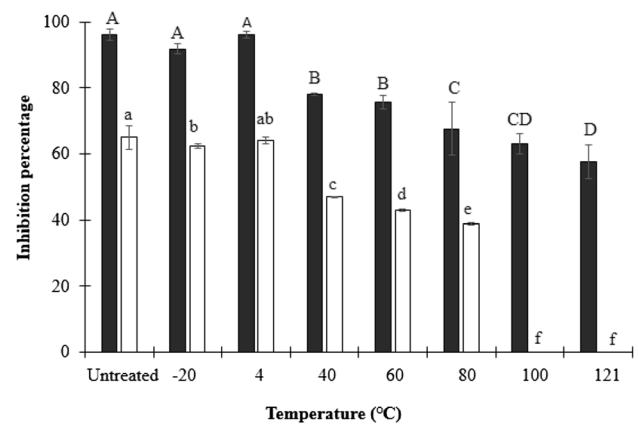 100
80
60
40
20
0
Inhibition percentage
A A A B B C CD D
a b ab c d e f f
Untreated -20 4 40 60 80 100 121
Temperature (°C)